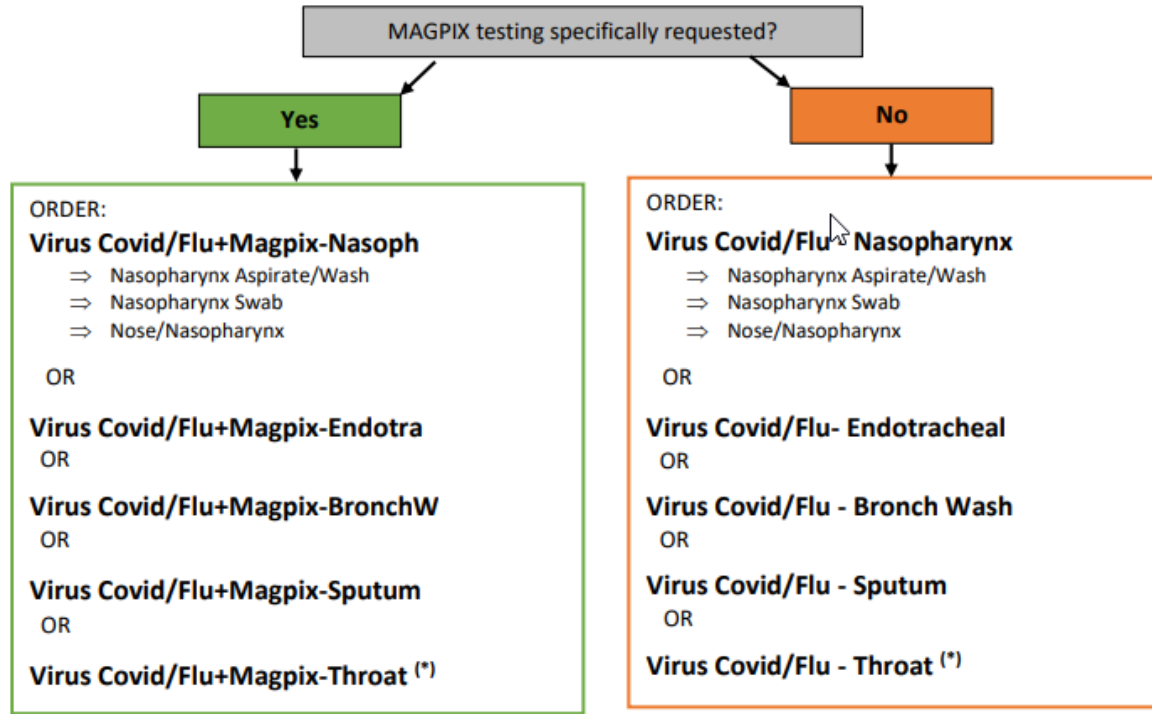 MAGPIX testing specifically requested?
Yes
No
ORDER:
Virus Covid/Flu+Magpix-Nasoph
⇒ Nasopharynx Aspirate/Wash
⇒ Nasopharynx Swab
⇒ Nose/Nasopharynx
OR
Virus Covid/Flu+Magpix-Endotra
OR
Virus Covid/Flu+Magpix-BronchW
OR
Virus Covid/Flu+Magpix-Sputum
OR
Virus Covid/Flu+Magpix-Throat (*)
ORDER:
Virus Covid/Flu - Nasopharynx
⇒ Nasopharynx Aspirate/Wash
⇒ Nasopharynx Swab
⇒ Nose/Nasopharynx
OR
Virus Covid/Flu- Endotracheal
OR
Virus Covid/Flu - Bronch Wash
OR
Virus Covid/Flu - Sputum
OR
Virus Covid/Flu - Throat (*)